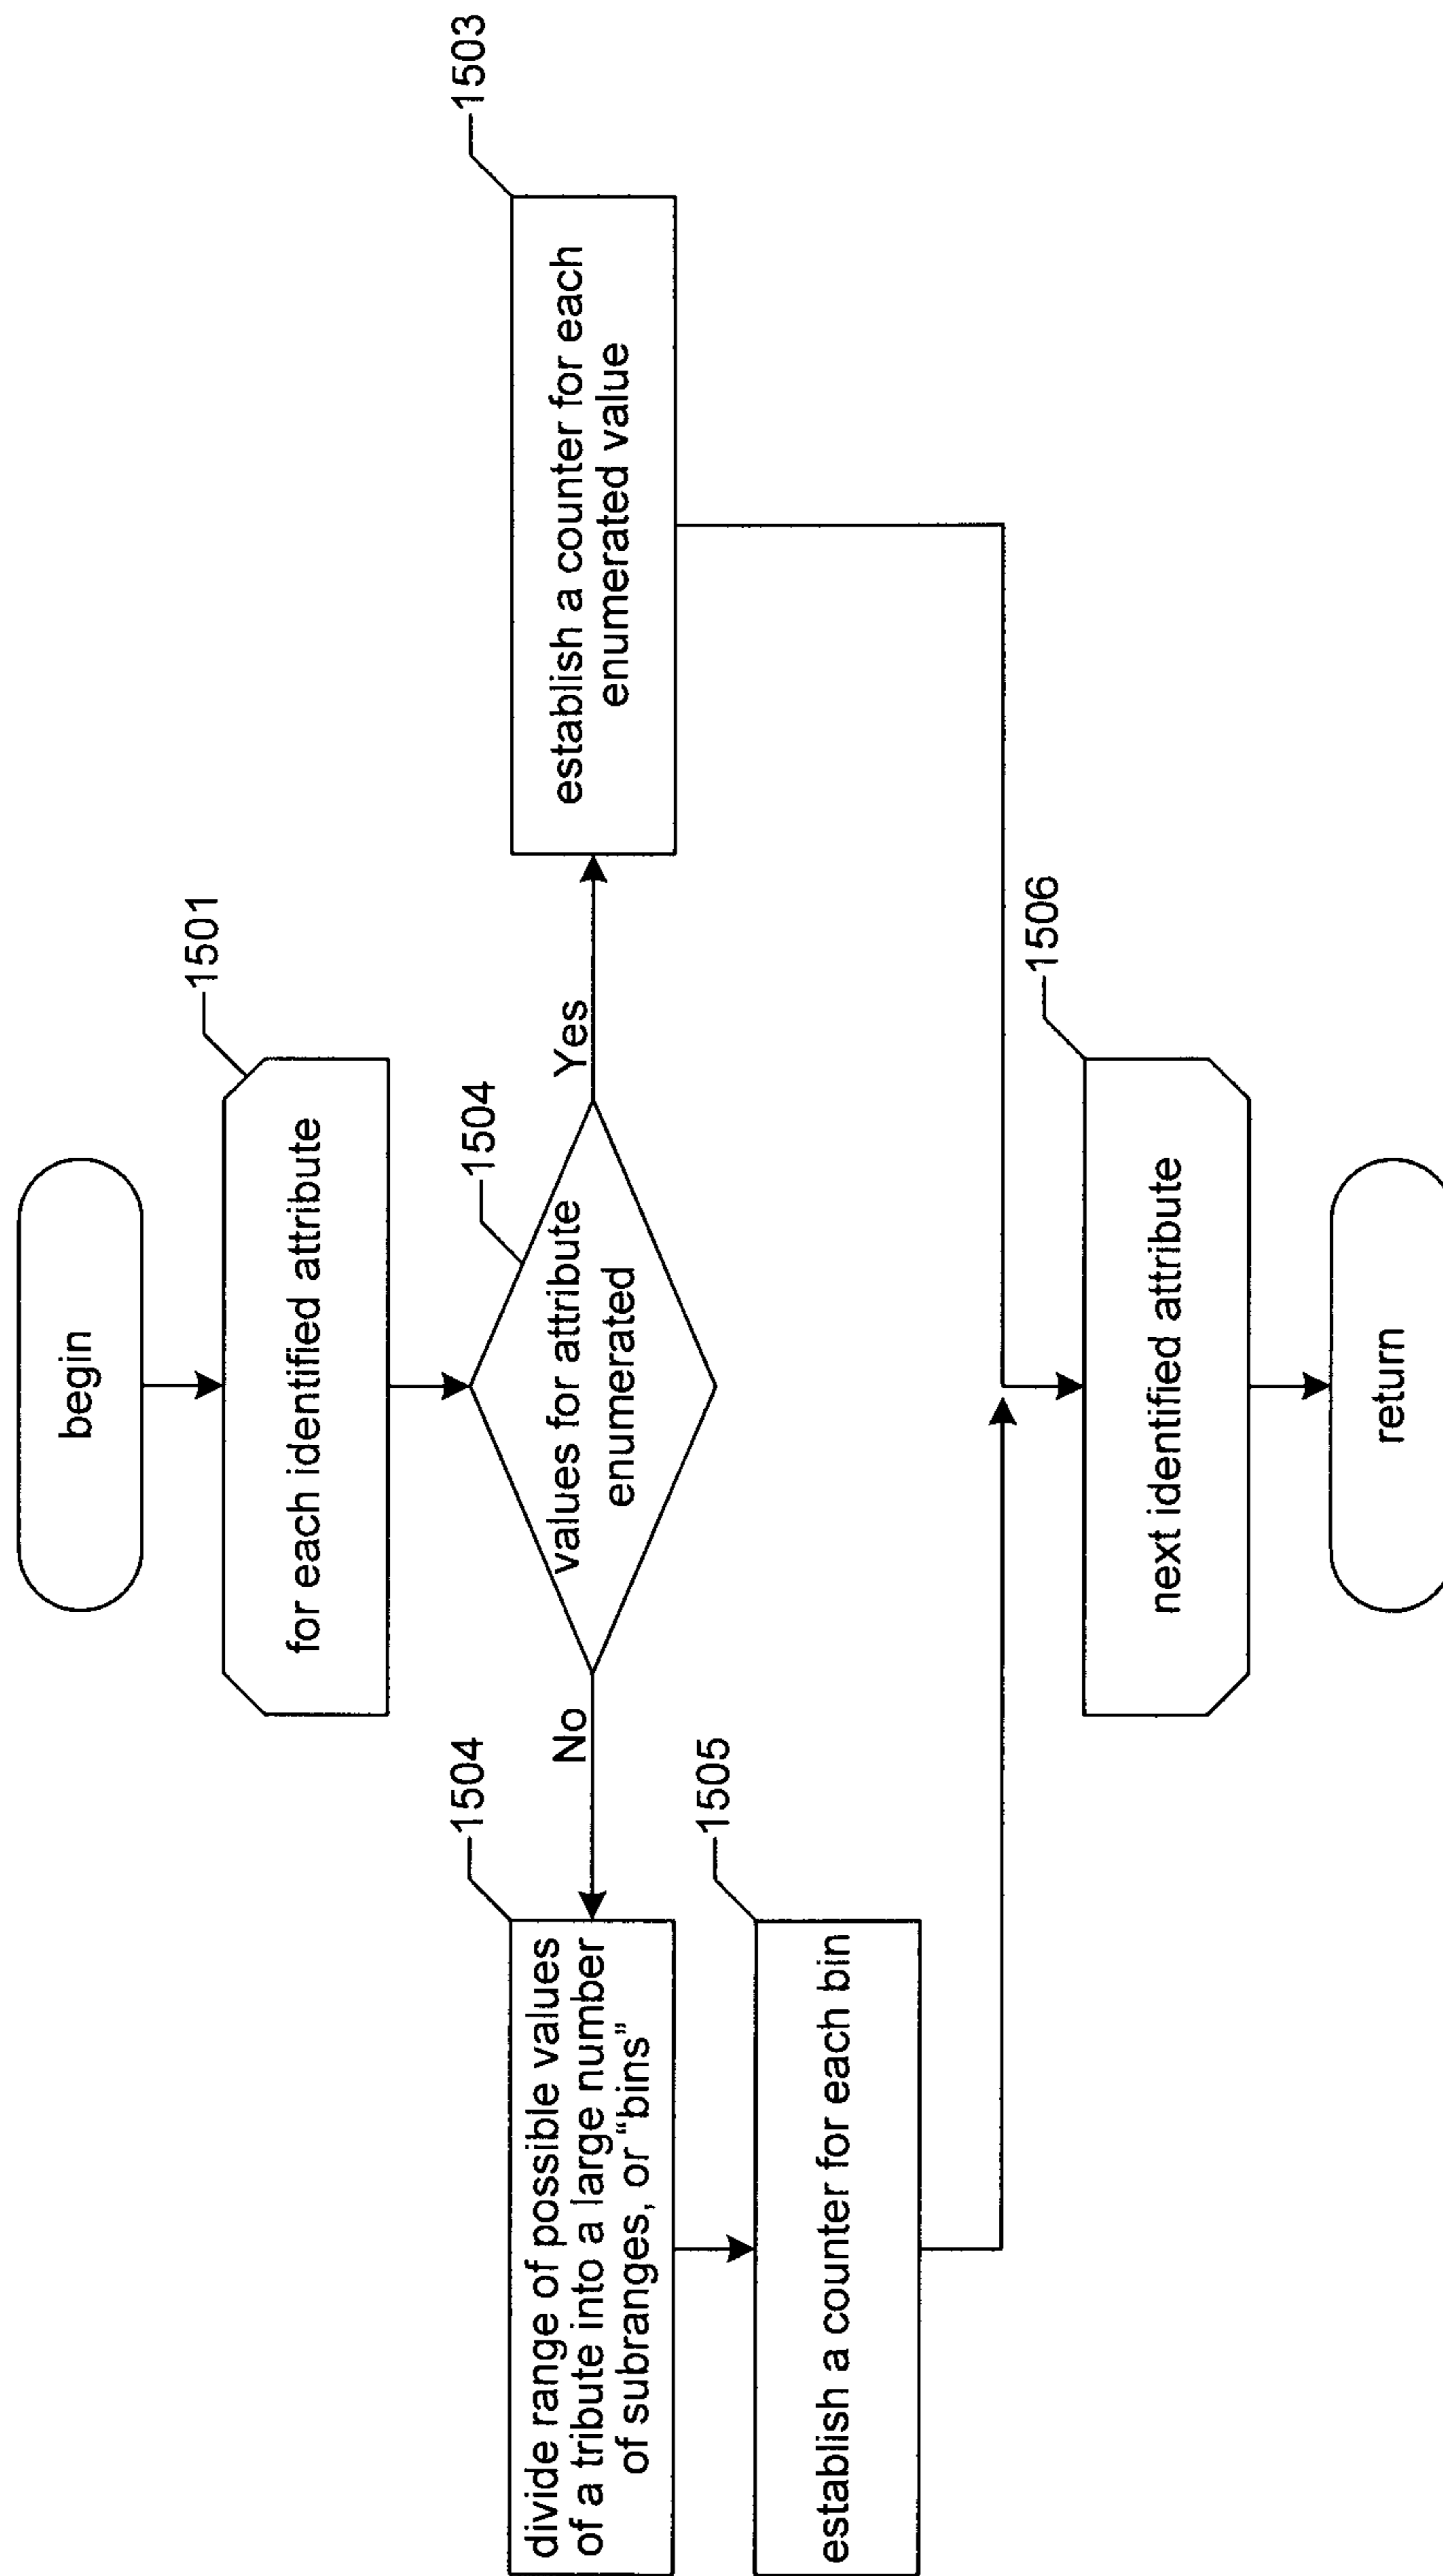 begin
1501
for each identified attribute
1504
values for attribute
enumerated
Yes
No
1503
establish a counter for each
enumerated value
1504
divide range of possible values
of a tribute into a large number
of subranges, or “bins”
1505
establish a counter for each bin
1506
next identified attribute
return